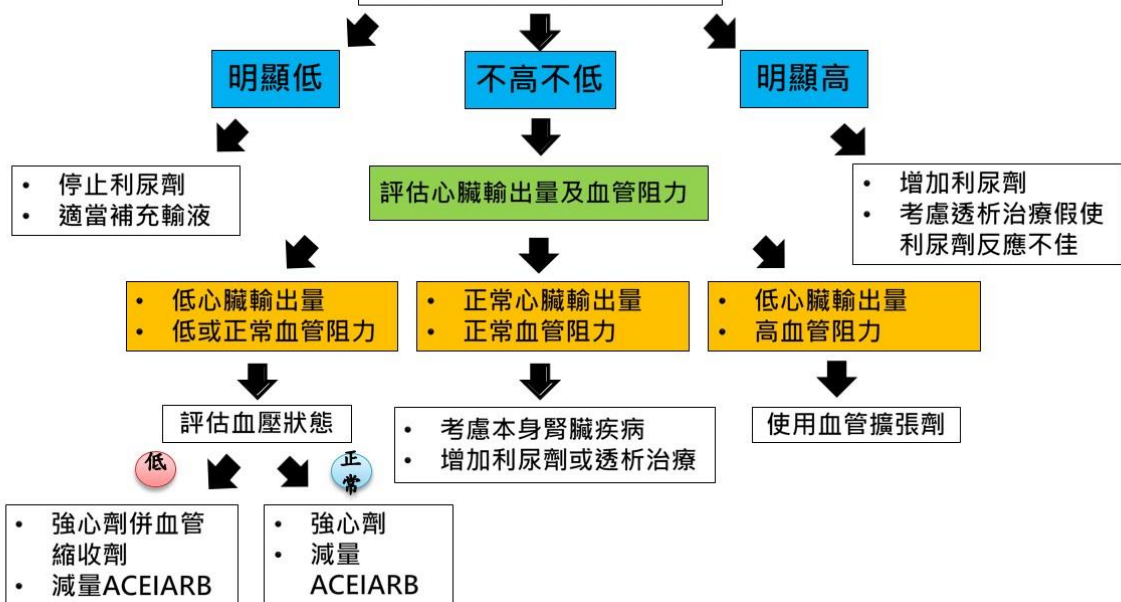 明顯低
不高不低
明顯高
• 停止利尿劑
• 適當補充輸液
評估心臟輸出量及血管阻力
• 增加利尿劑
• 考慮透析治療假使
利尿劑反應不佳
• 低心臟輸出量
• 低或正常血管阻力
• 正常心臟輸出量
• 正常血管阻力
• 低心臟輸出量
• 高血管阻力
評估血壓狀態
• 考慮本身腎臟疾病
• 增加利尿劑或透析治療
使用血管擴張劑
低
正
常
• 強心劑併血管
縮收劑
• 減量ACEIARB
• 強心劑
• 減量
ACEIARB